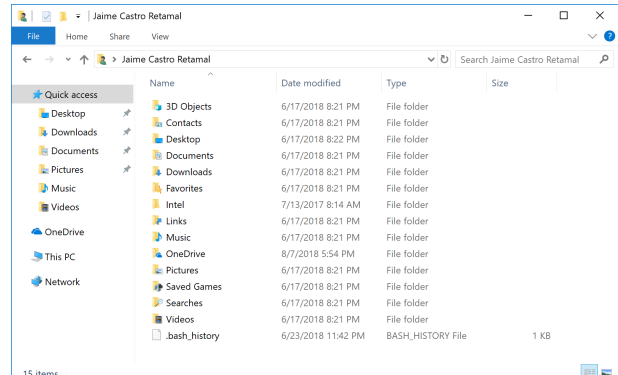 Jaime Castro Retamal
File Home Share View
Jaime Castro Retamal Search Jaime Castro Retamal
Name Date modified Type Size
Quick access
Desktop
Downloads
Documents
Pictures
Music
Videos
OneDrive
This PC
Network
3D Objects 6/17/2018 8:21 PM File folder
Contacts 6/17/2018 8:21 PM File folder
Desktop 6/17/2018 8:22 PM File folder
Documents 6/17/2018 8:21 PM File folder
Downloads 6/17/2018 8:21 PM File folder
Favorites 6/17/2018 8:21 PM File folder
Intel 7/13/2017 8:14 AM File folder
Links 6/17/2018 8:21 PM File folder
Music 6/17/2018 8:21 PM File folder
OneDrive 8/7/2018 5:54 PM File folder
Pictures 6/17/2018 8:21 PM File folder
Saved Games 6/17/2018 8:21 PM File folder
Searches 6/17/2018 8:21 PM File folder
Videos 6/17/2018 8:21 PM File folder
.bash_history 6/23/2018 11:42 PM BASH_HISTORY File 1 KB
15 items